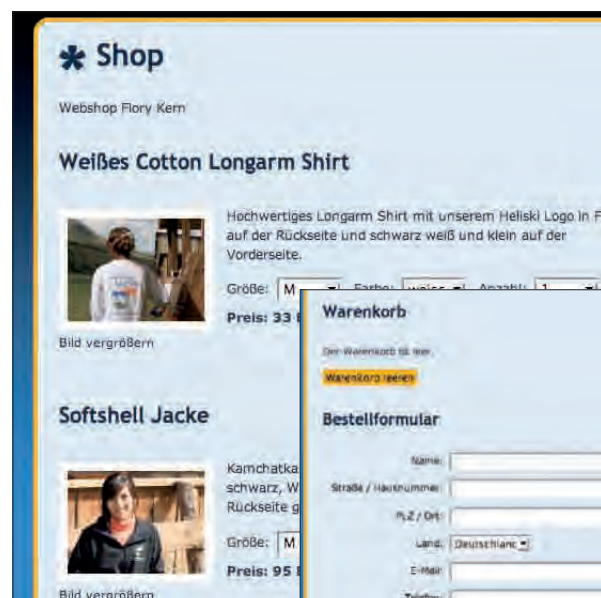 * Shop
Webshop Flory Kern
Weißes Cotton Longarm Shirt
Hochwertiges Longarm Shirt mit unserem Heliski Logo in F
auf der Rückseite und schwarz weiß und klein auf der
Vorderseite.
Größe: M Farbe: weiss Anzahl: 1
Preis: 33
Bild vergrößern
Softshell Jacke
Kamchatka
schwarz, W
Rückseite g
Größe: M
Preis: 95
Bild vergrößern
Warenkorb
Der Warenkorb ist leer.
Warenkorb leeren
Bestellformular
Name:
Straße / Hausnummer:
PLZ / Ort:
Land: Deutschland
E-Mail:
Telefon: